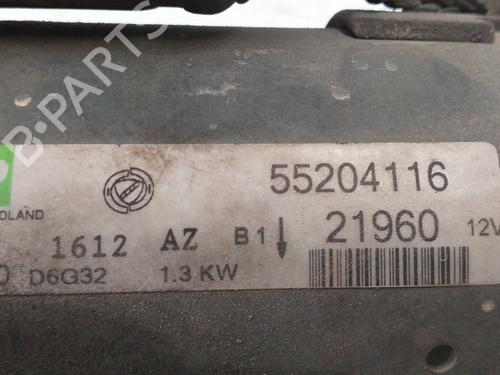 B-PARTS
55204116
OLAND
1612 AZ B1 21960 12V
D6G32 1.3 KW